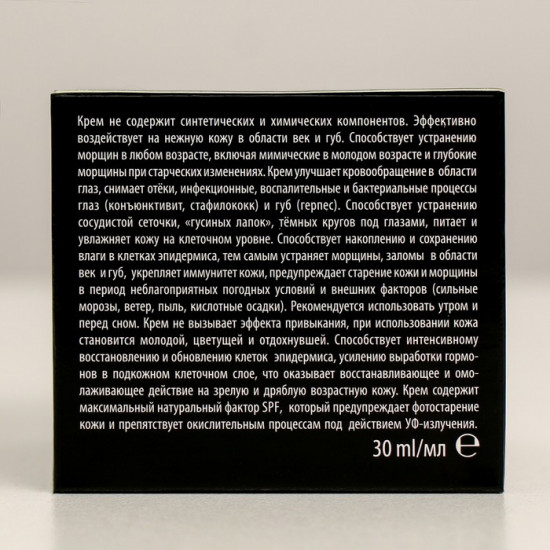 Крем не содержит синтетических и химических компонентов. Эффективно
воздействует на нежную кожу в области век и губ. Способствует устранению
морщин в любом возрасте, включая мимические в молодом возрасте и глубокие
морщины при старческих изменениях. Крем улучшает кровообращение в области
глаз, снимает отёки, инфекционные, воспалительные и бактериальные процессы
глаз (конъюнктивит, стафилококк) и губ (герпес). Способствует устранению
сосудистой сеточки, «гусиных лапок», тёмных кругов под глазами, питает и
увлажняет кожу на клеточном уровне. Способствует накоплению и сохранению
влаги в клетках эпидермиса, тем самым устраняет морщины, заломы в области
век и губ, укрепляет иммунитет кожи, предупреждает старение кожи и морщины
в период неблагоприятных погодных условий и внешних факторов (сильные
морозы, ветер, пыль, кислотные осадки). Рекомендуется использовать утром и
перед сном. Крем не вызывает эффекта привыкания, при использовании кожа
становится молодой, цветущей и отдохнувшей. Способствует интенсивному
восстановлению и обновлению клеток эпидермиса, усилению выработки гормо-
нов в подкожном клеточном слое, что оказывает восстанавливающее и омо-
лаживающее действие на зрелую и дряблую возрастную кожу. Крем содержит
максимальный натуральный фактор SPF, который предупреждает фотостарение
кожи и препятствует окислительным процессам под действием УФ-излучения.
30 ml/мл ℮